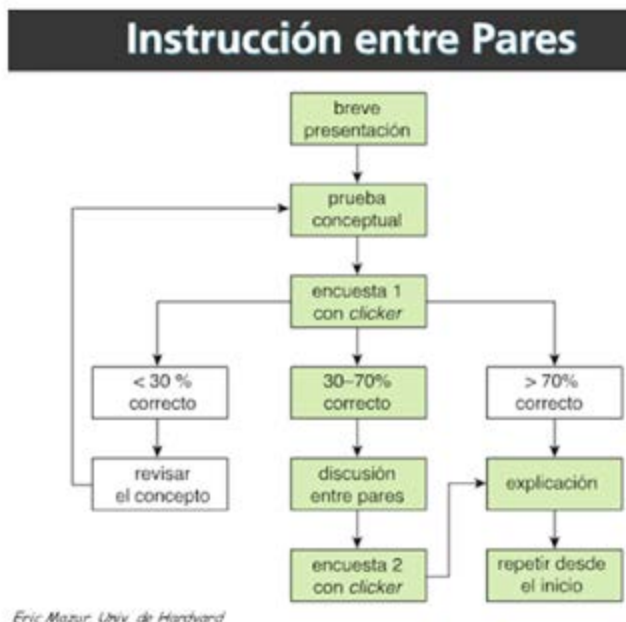 Instrucción entre Pares
breve
presentación
prueba
conceptual
encuesta 1
con clicker
< 30 %
correcto
30–70%
correcto
> 70%
correcto
revisar
el concepto
discusión
entre pares
explicación
encuesta 2
con clicker
repetir desde
el inicio
Eric Mazur, Univ. de Hardvard